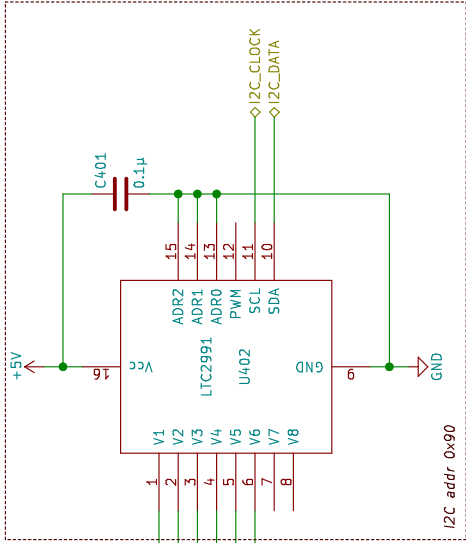 I2C_CLOCK
I2C_DATA
C401
0.1µ
15
14
13
12
11
10
ADR2
ADR1
ADR0
PWM
SCL
SDA
+5V
16
Vcc
LTC2991
U402
GND
9
GND
V1
V2
V3
V4
V5
V6
V7
V8
1
2
3
4
5
6
7
8
I2C addr 0x90